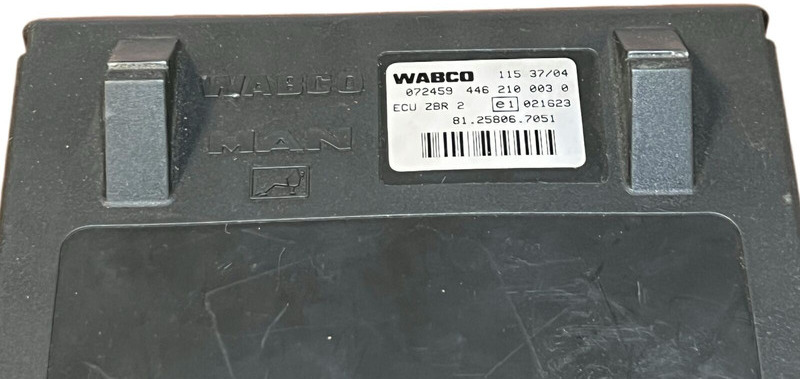 WABCO
MAN
WABCO 115 37/04
072459 446 210 003 0
ECU ZBR 2 e1 021623
81.25806.7051